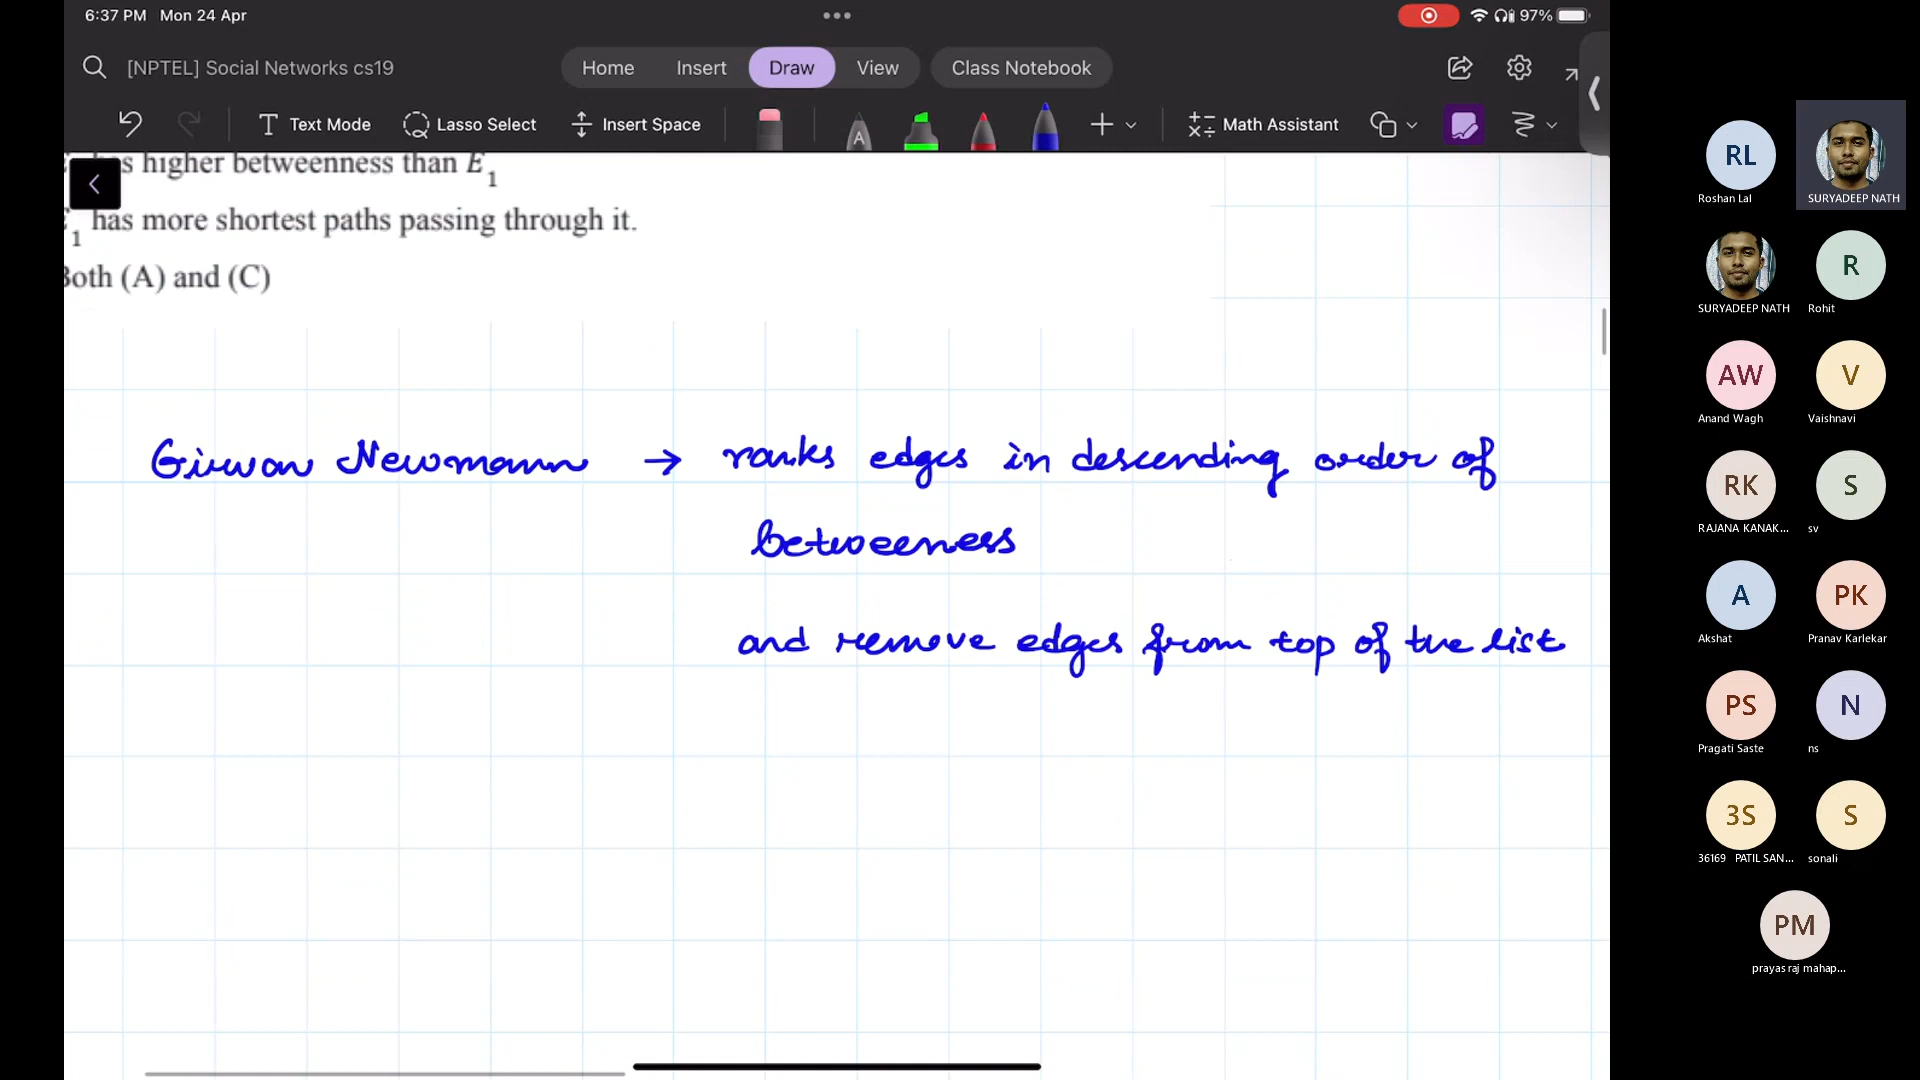 6:37 PM Mon 24 Apr
97%
[NPTEL] Social Networks cs19
Home Insert Draw View Class Notebook
Text Mode Lasso Select Insert Space Math Assistant
s higher betweenness than E1
1 has more shortest paths passing through it.
Both (A) and (C)
Girwan Newmann → ranks edges in descending order of
betweeness
and remove edges from top of the list
RL
Roshan Lal
SURYADEEP NATH
SURYADEEP NATH
R
Rohit
AW
Anand Wagh
V
Vaishnavi
RK
RAJANA KANAK...
S
sv
A
Akshat
PK
Pranav Karlekar
PS
Pragati Saste
N
ns
3S
36169 PATIL SAN...
S
sonali
PM
prayas raj mahap...